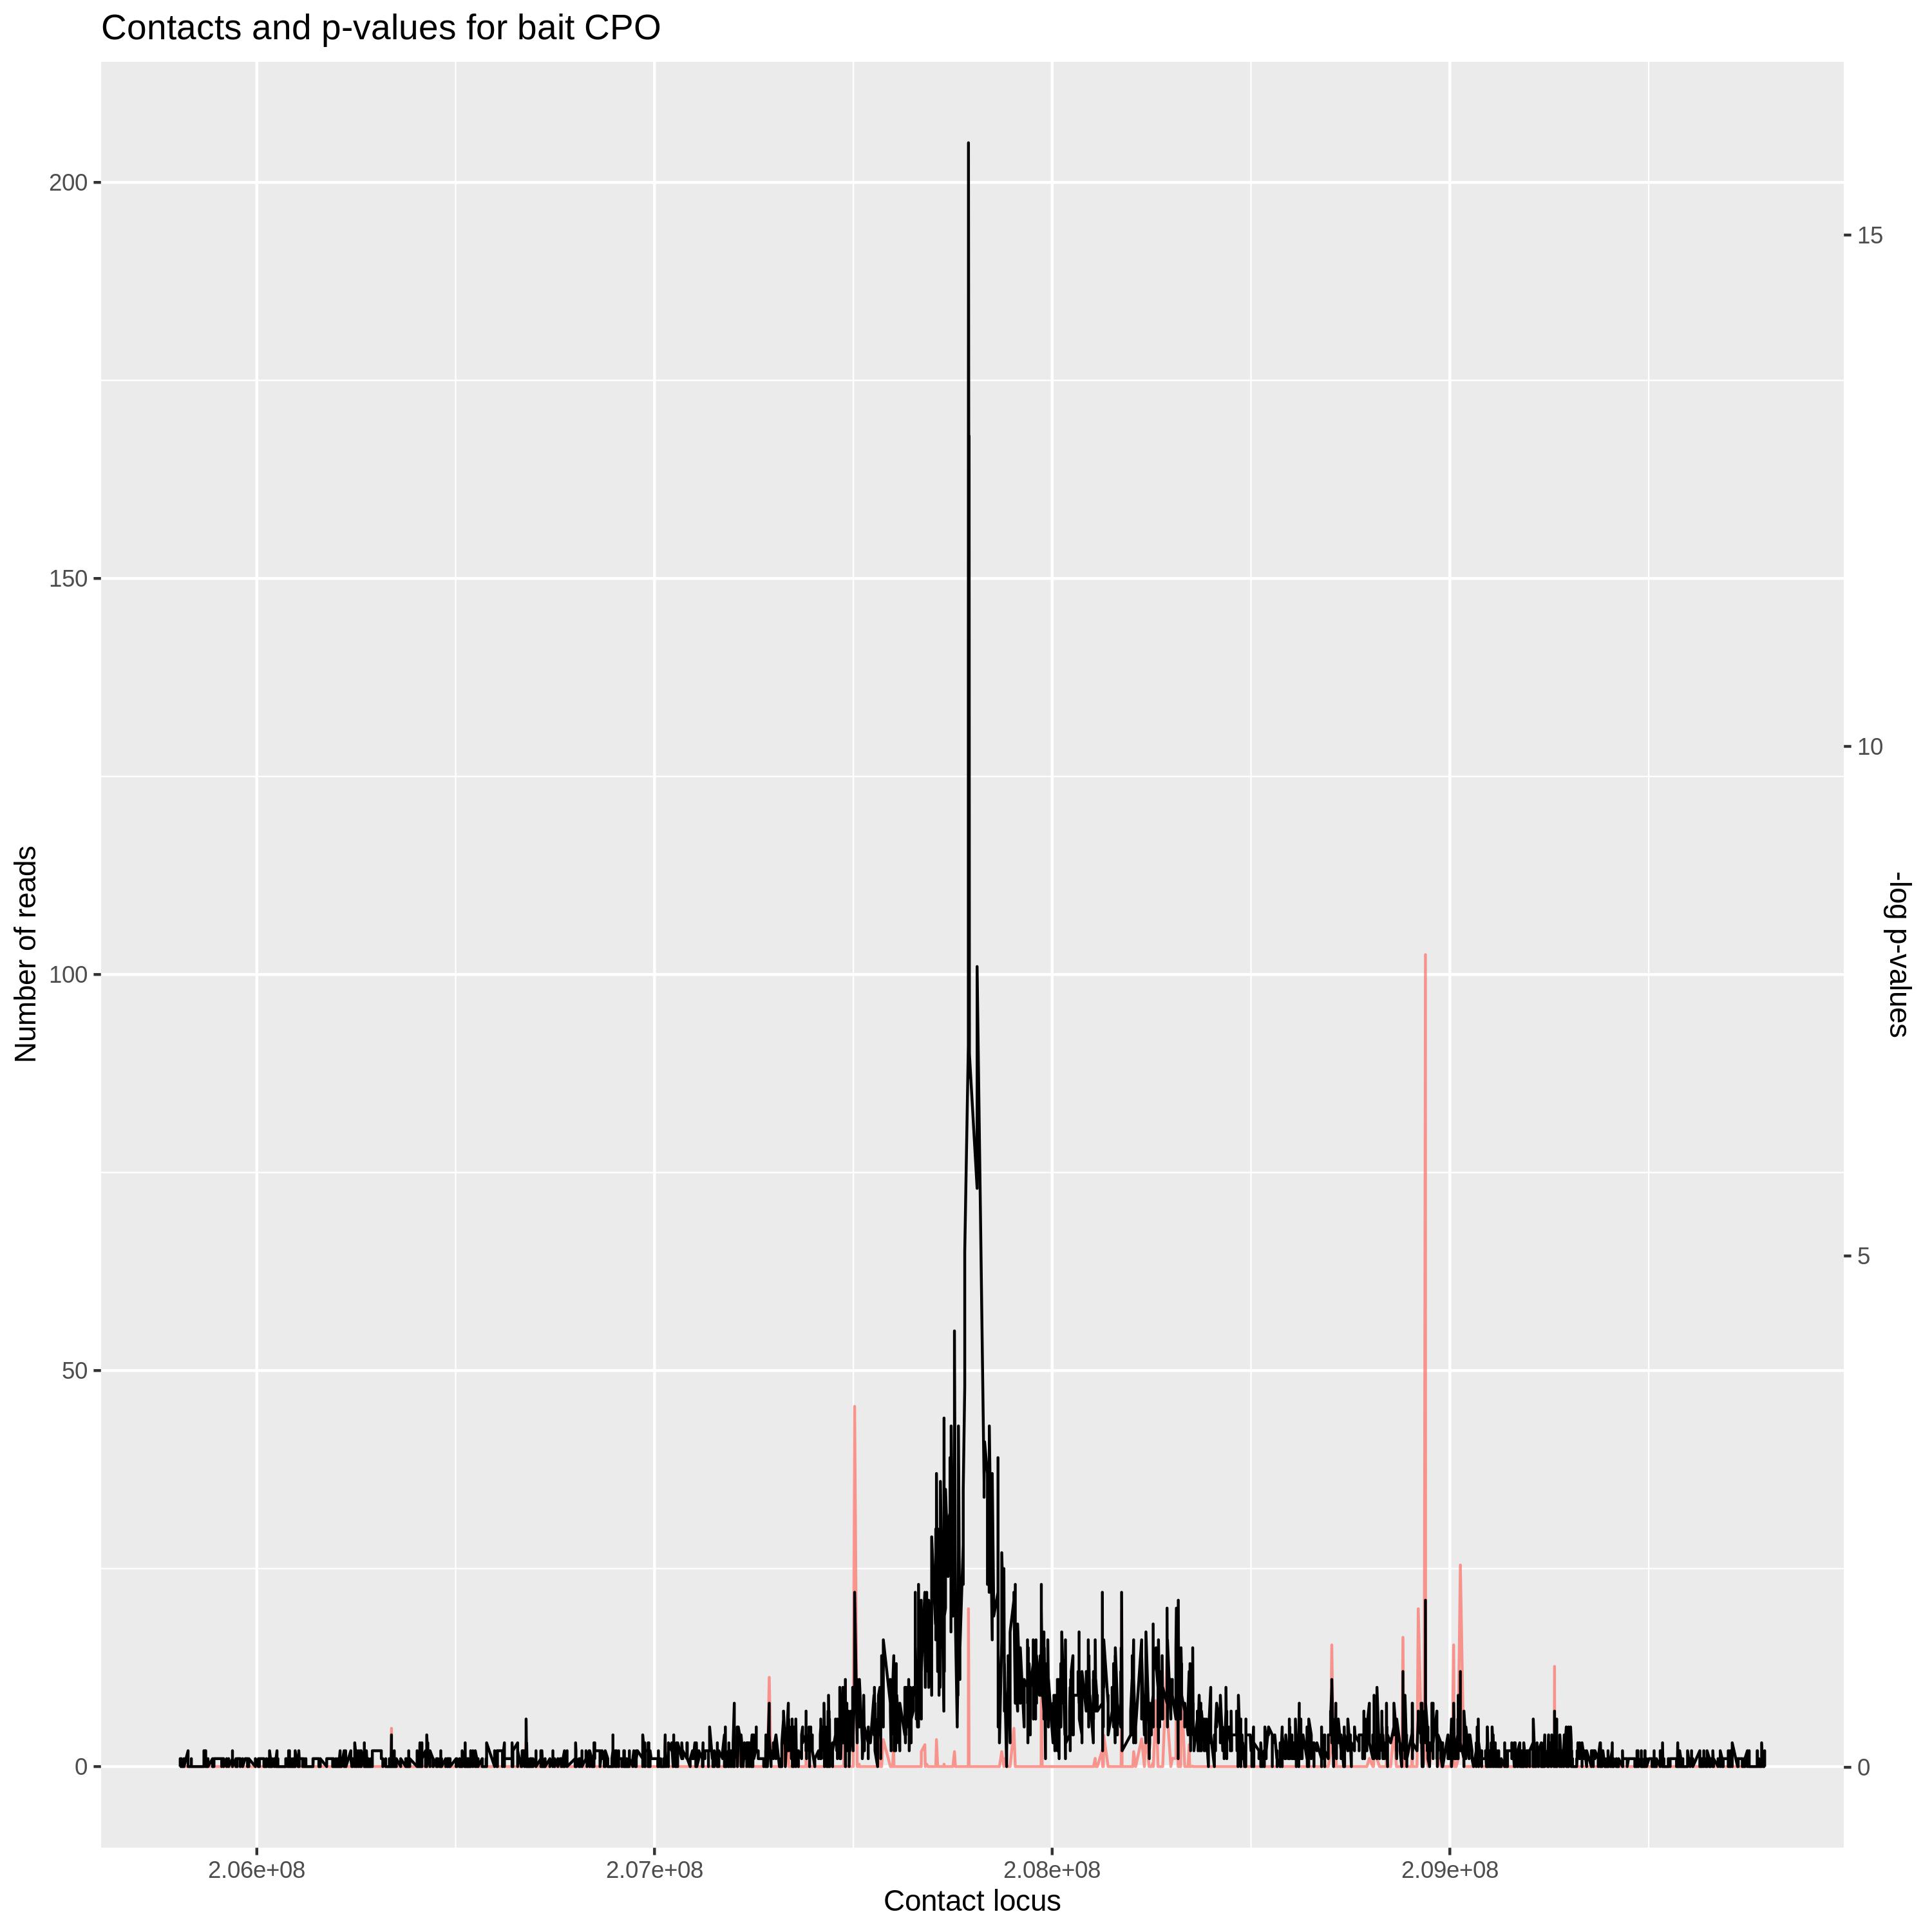 Contacts and p-values for bait CPO
200
150
100
50
0
Number of reads
15
10
5
0
-log p-values
2.06e+08
2.07e+08
2.08e+08
2.09e+08
Contact locus